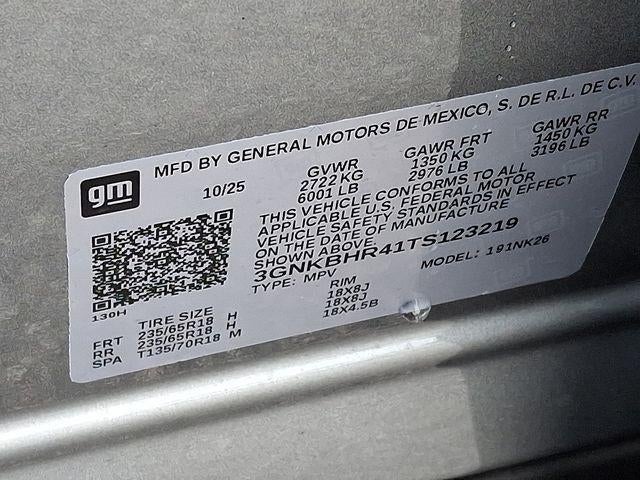 gm
MFD BY GENERAL MOTORS DE MEXICO, S. DE R.L. DE C.V.
10/25
GVWR GAWR FRT GAWR RR
2722 KG 1350 KG 1450 KG
6001 LB 2976 LB 3196 LB
THIS VEHICLE CONFORMS TO ALL
APPLICABLE U.S. FEDERAL MOTOR
VEHICLE SAFETY STANDARDS IN EFFECT
ON THE DATE OF MANUFACTURE
SHOWN ABOVE.
3GNKBHR41TS123219
TYPE: MPV MODEL: 191NK26
130H
TIRE SIZE RIM
FRT 235/65R18 H 18X8J
RR 235/65R18 H 18X8J
SPA T135/70R18 M 18X4.5B